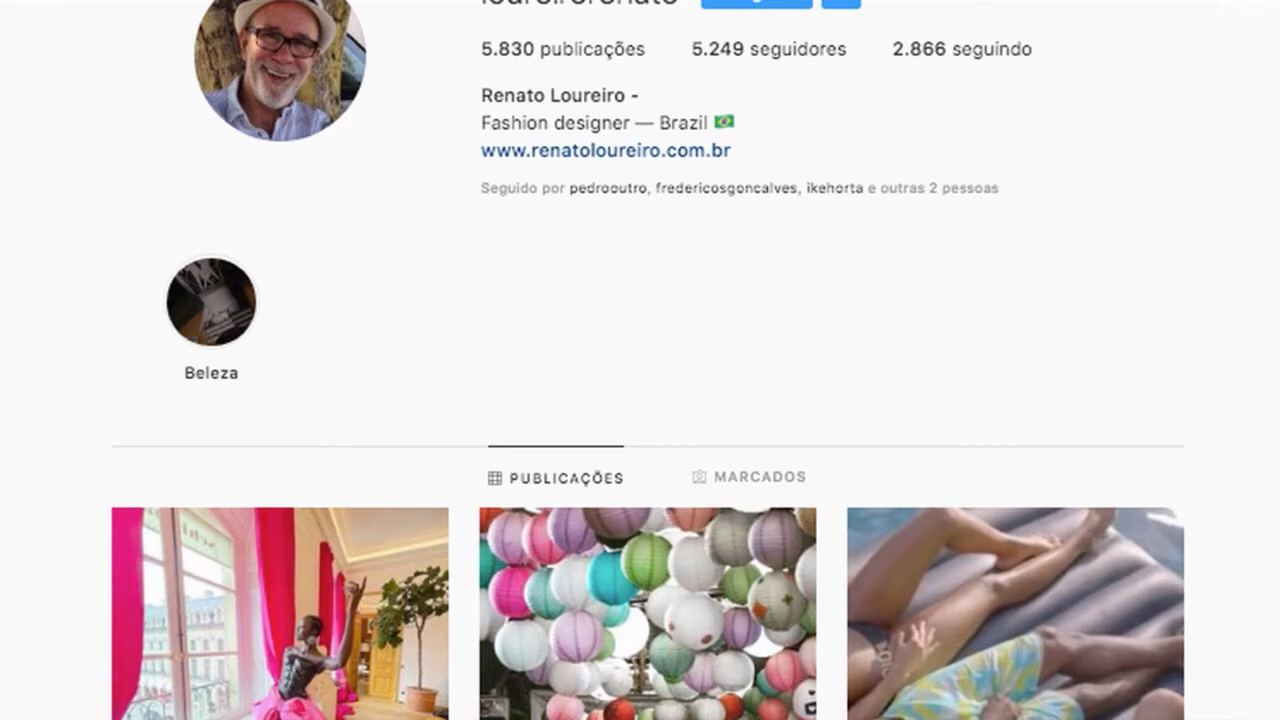 5.830 publicações 5.249 seguidores 2.866 seguindo
Renato Loureiro -
Fashion designer — Brazil
www.renatoloureiro.com.br
Seguido por pedrooutro, fredericosgoncalves, ikehorta e outras 2 pessoas
Beleza
PUBLICAÇÕES MARCADOS